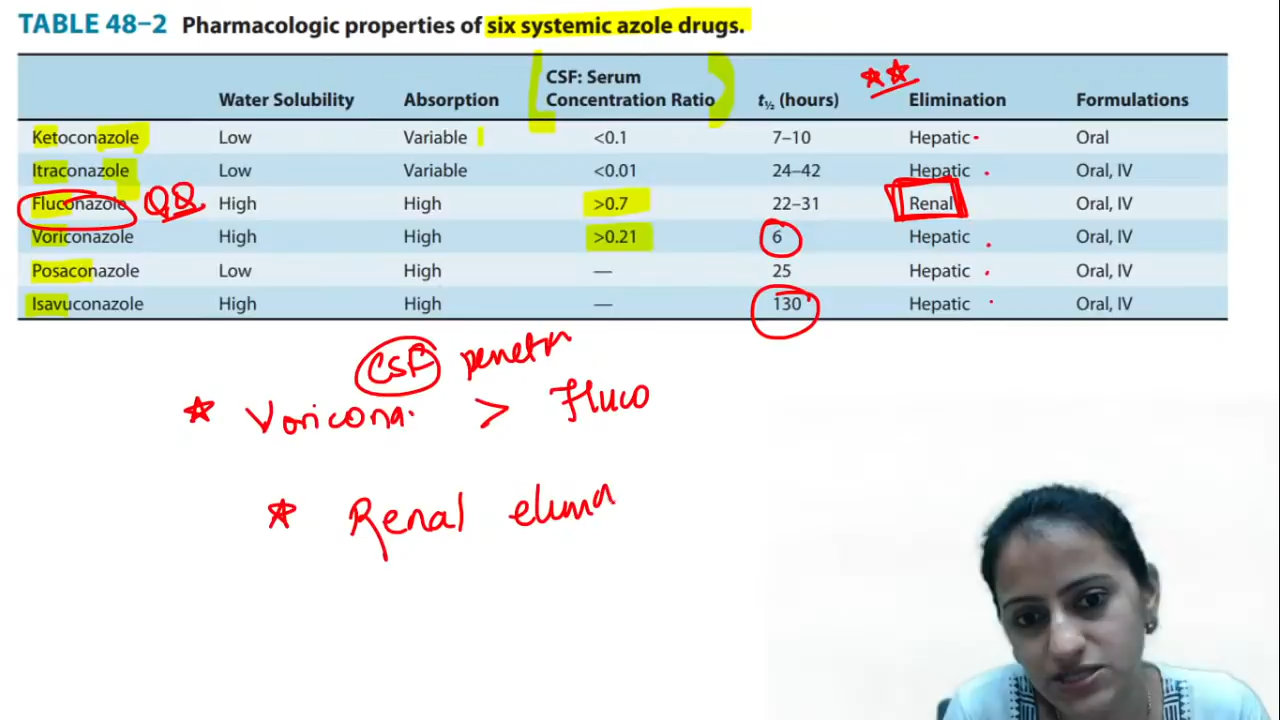 TABLE 48–2 Pharmacologic properties of six systemic azole drugs.
CSF: Serum
Water Solubility Absorption Concentration Ratio t½ (hours) Elimination Formulations
Ketoconazole Low Variable <0.1 7–10 Hepatic Oral
Itraconazole Low Variable <0.01 24–42 Hepatic Oral, IV
Fluconazole High High >0.7 22–31 Renal Oral, IV
Voriconazole High High >0.21 6 Hepatic Oral, IV
Posaconazole Low High — 25 Hepatic Oral, IV
Isavuconazole High High — 130 Hepatic Oral, IV
CSF penetr
Voricona. > Fluco
Renal elima